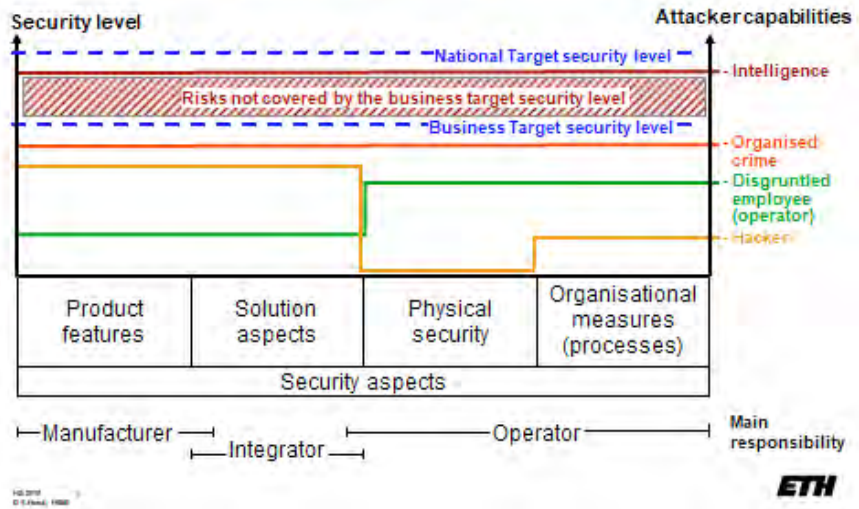 Security level
Attacker capabilities
National Target security level
Intelligence
Risks not covered by the business target security level
Business Target security level
Organised
crime
Disgruntled
employee
(operator)
Hacker
Product
features
Solution
aspects
Physical
security
Organisational
measures
(processes)
Security aspects
Manufacturer
Integrator
Operator
Main
responsibility
ETH